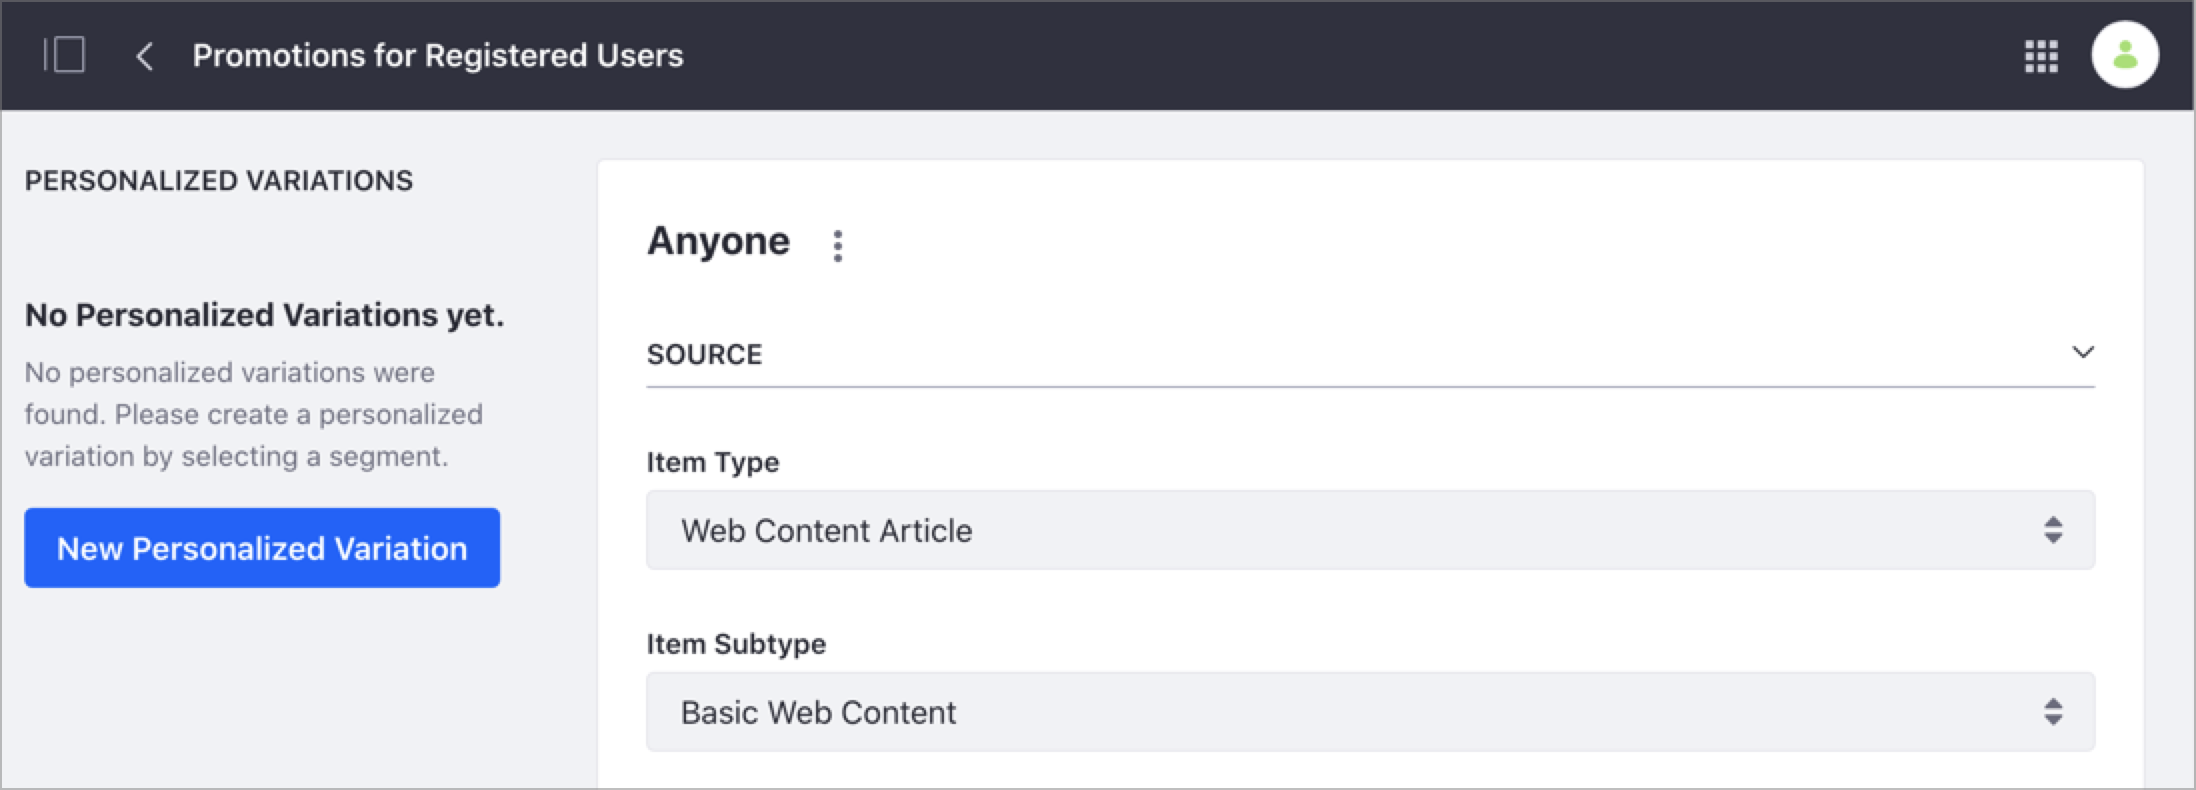 Promotions for Registered Users
PERSONALIZED VARIATIONS
No Personalized Variations yet.
No personalized variations were
found. Please create a personalized
variation by selecting a segment.
New Personalized Variation
Anyone
SOURCE
Item Type
Web Content Article
Item Subtype
Basic Web Content